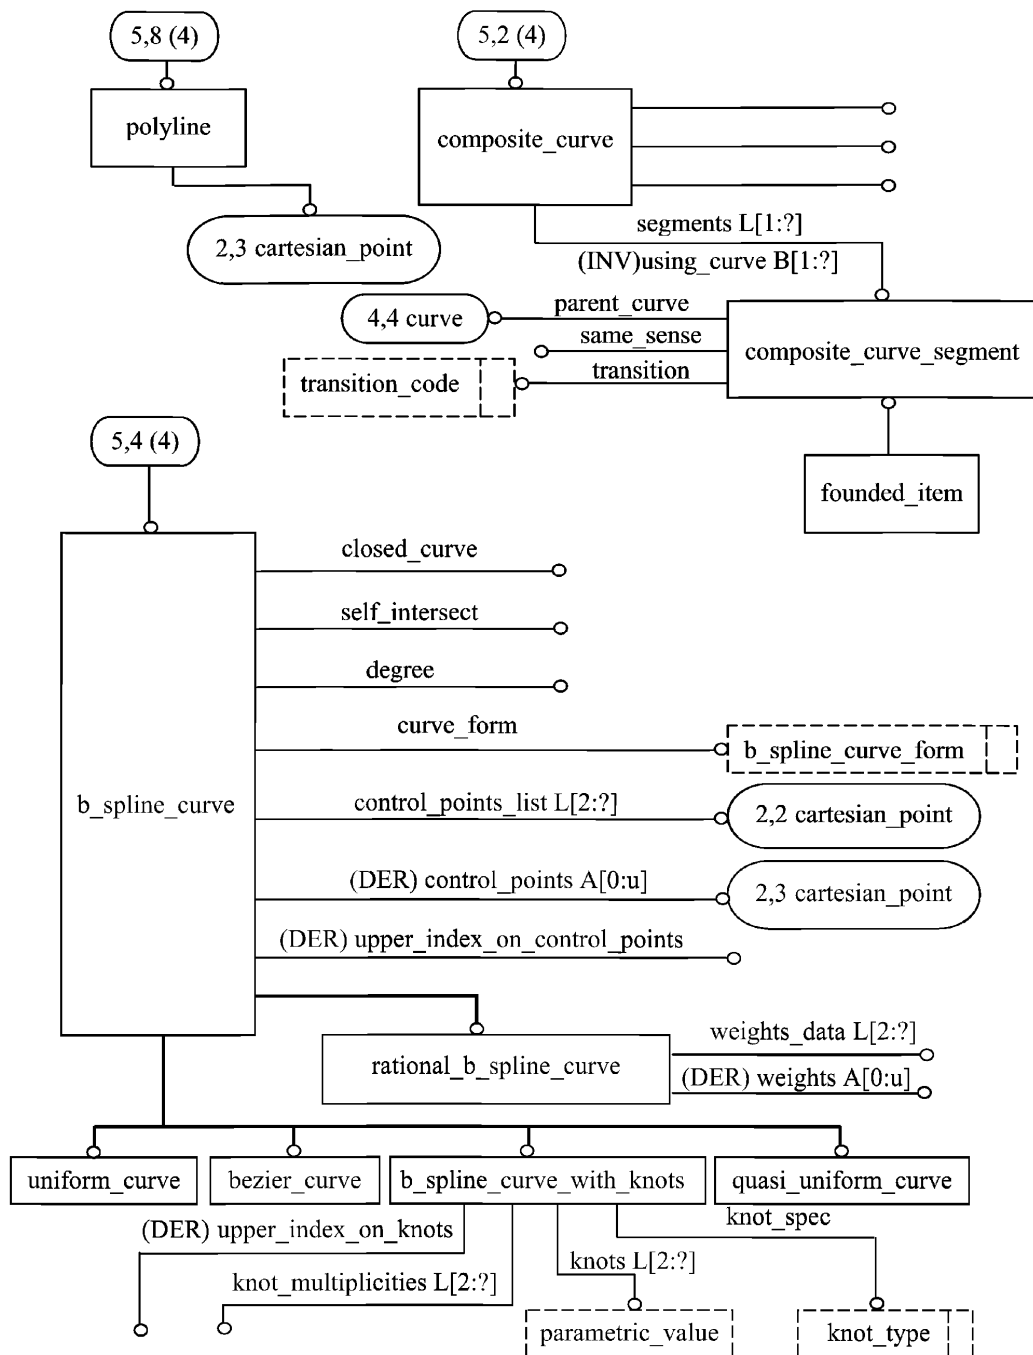 5,8 (4)
5,2 (4)
polyline
composite_curve
2,3 cartesian_point
segments L[1:?]
(INV)using_curve B[1:?]
4,4 curve
parent_curve
same_sense
transition
transition_code
composite_curve_segment
founded_item
5,4 (4)
b_spline_curve
closed_curve
self_intersect
degree
curve_form
b_spline_curve_form
control_points_list L[2:?]
2,2 cartesian_point
(DER) control_points A[0:u]
2,3 cartesian_point
(DER) upper_index_on_control_points
rational_b_spline_curve
weights_data L[2:?]
(DER) weights A[0:u]
uniform_curve
bezier_curve
b_spline_curve_with_knots
quasi_uniform_curve
(DER) upper_index_on_knots
knot_spec
knot_multiplicities L[2:?]
knots L[2:?]
parametric_value
knot_type